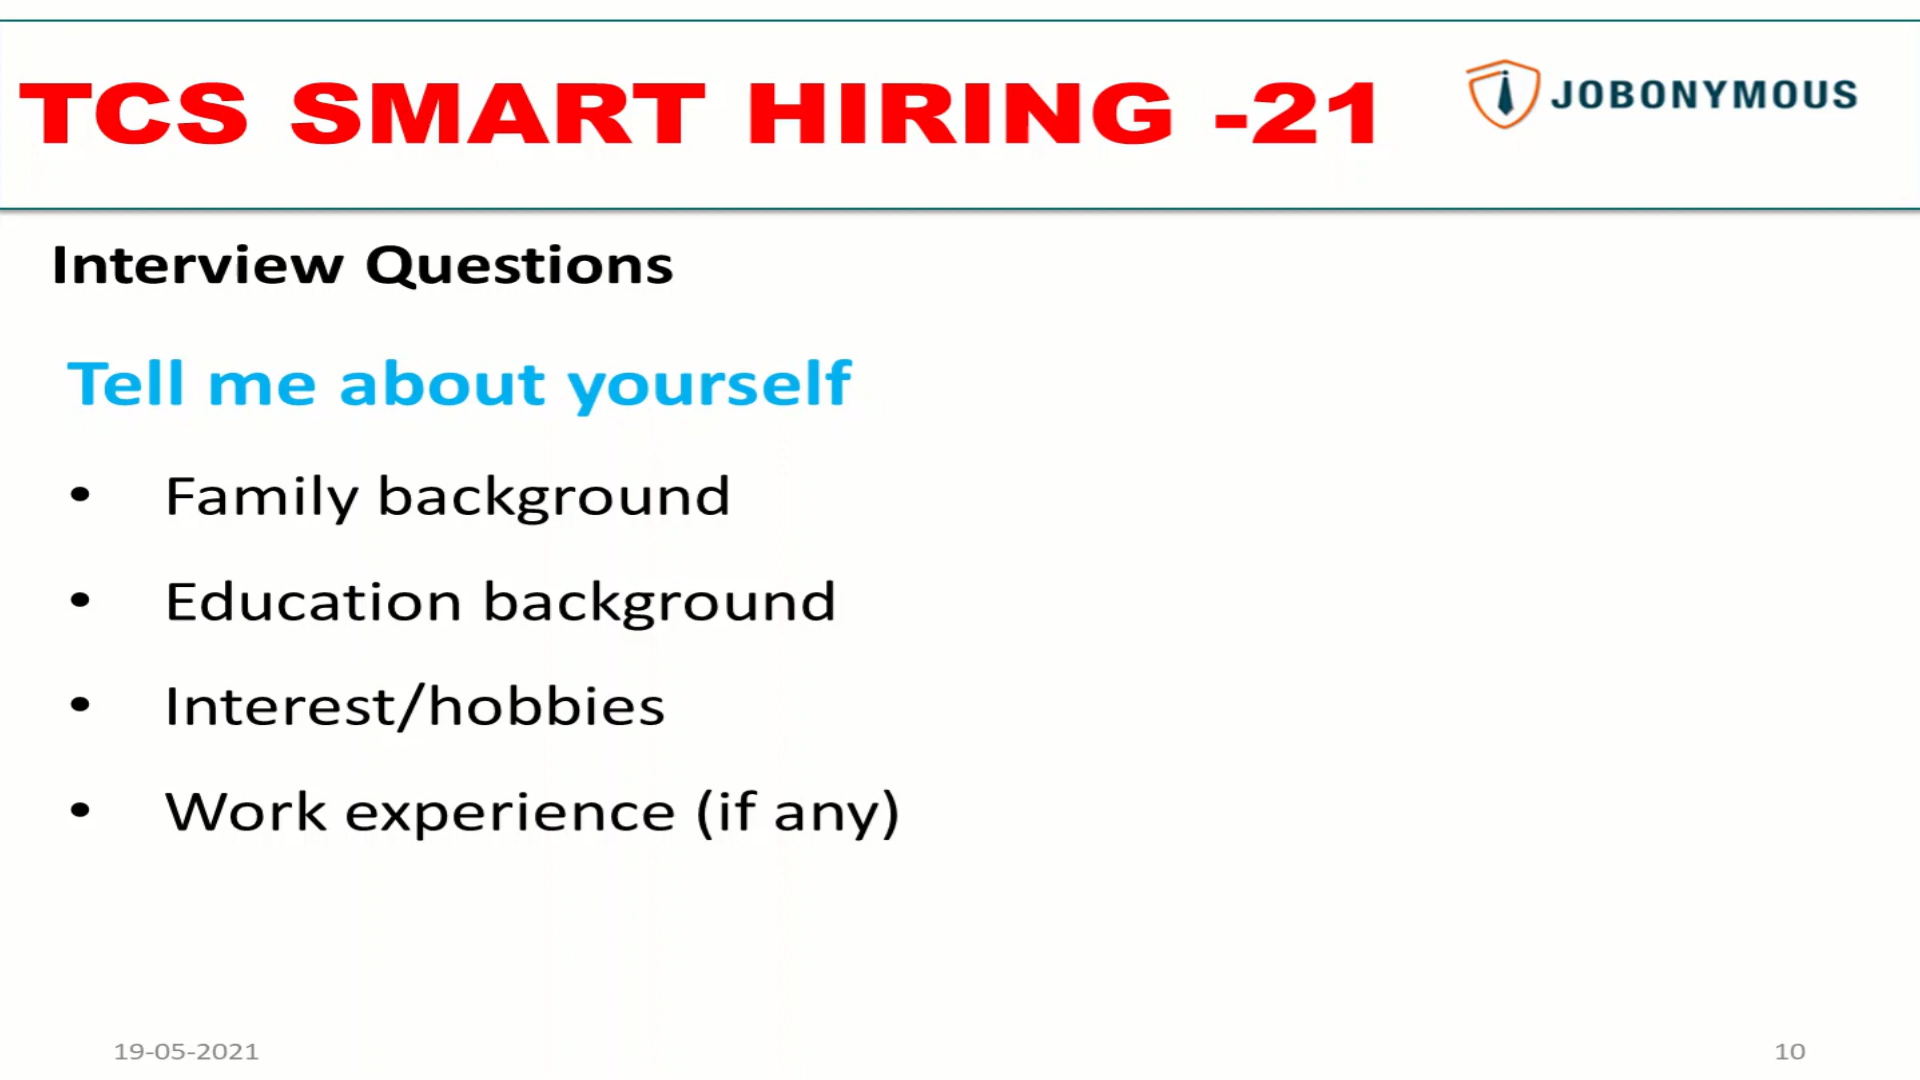 TCS SMART HIRING -21
JOBONYMOUS
Interview Questions
Tell me about yourself
• Family background
• Education background
• Interest/hobbies
• Work experience (if any)
19-05-2021
10